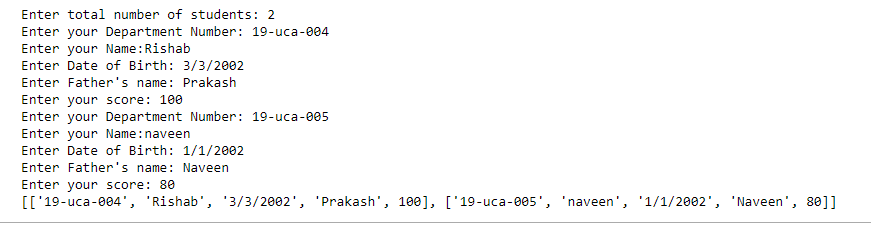 Enter total number of students: 2
Enter your Department Number: 19-uca-004
Enter your Name:Rishab
Enter Date of Birth: 3/3/2002
Enter Father's name: Prakash
Enter your score: 100
Enter your Department Number: 19-uca-005
Enter your Name:naveen
Enter Date of Birth: 1/1/2002
Enter Father's name: Naveen
Enter your score: 80
[['19-uca-004', 'Rishab', '3/3/2002', 'Prakash', 100], ['19-uca-005', 'naveen', '1/1/2002', 'Naveen', 80]]